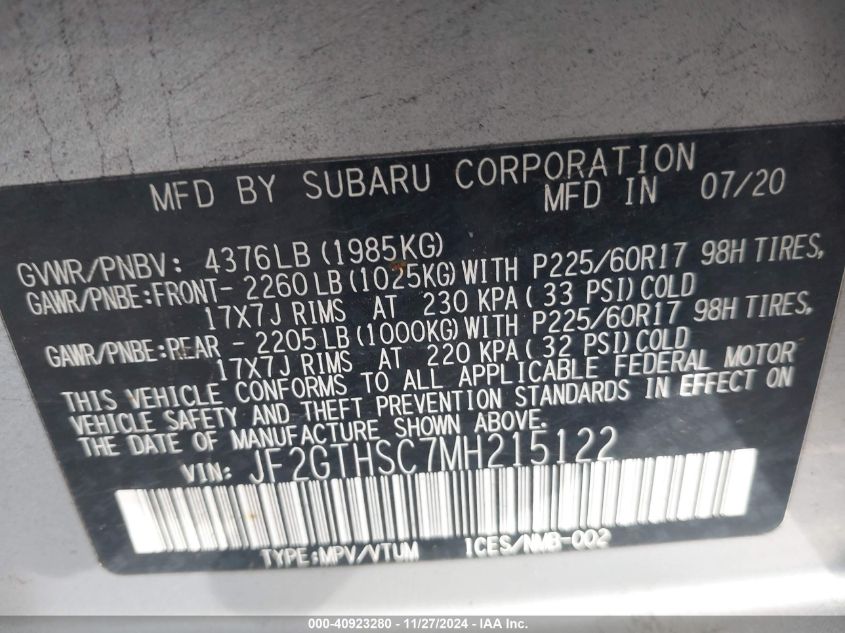 MFD BY SUBARU CORPORATION
MFD IN 07/20
GVWR/PNBV: 4376LB (1985KG)
GAWR/PNBE:FRONT- 2260LB (1025KG) WITH P225/60R17 98H TIRES,
17X7J RIMS AT 230 KPA( 33 PSI) COLD
GAWR/PNBE:REAR - 2205LB (1000KG) WITH P225/60R17 98H TIRES,
17X7J RIMS AT 220 KPA( 32 PSI) COLD
THIS VEHICLE CONFORMS TO ALL APPLICABLE FEDERAL MOTOR
VEHICLE SAFETY AND THEFT PREVENTION STANDARDS IN EFFECT ON
THE DATE OF MANUFACTURE SHOWN ABOVE.
VIN: JF2GTHSC7MH215122
TYPE:MPV/VTUM ICES/NMB-002
000-40923280 - 11/27/2024 - IAA Inc.